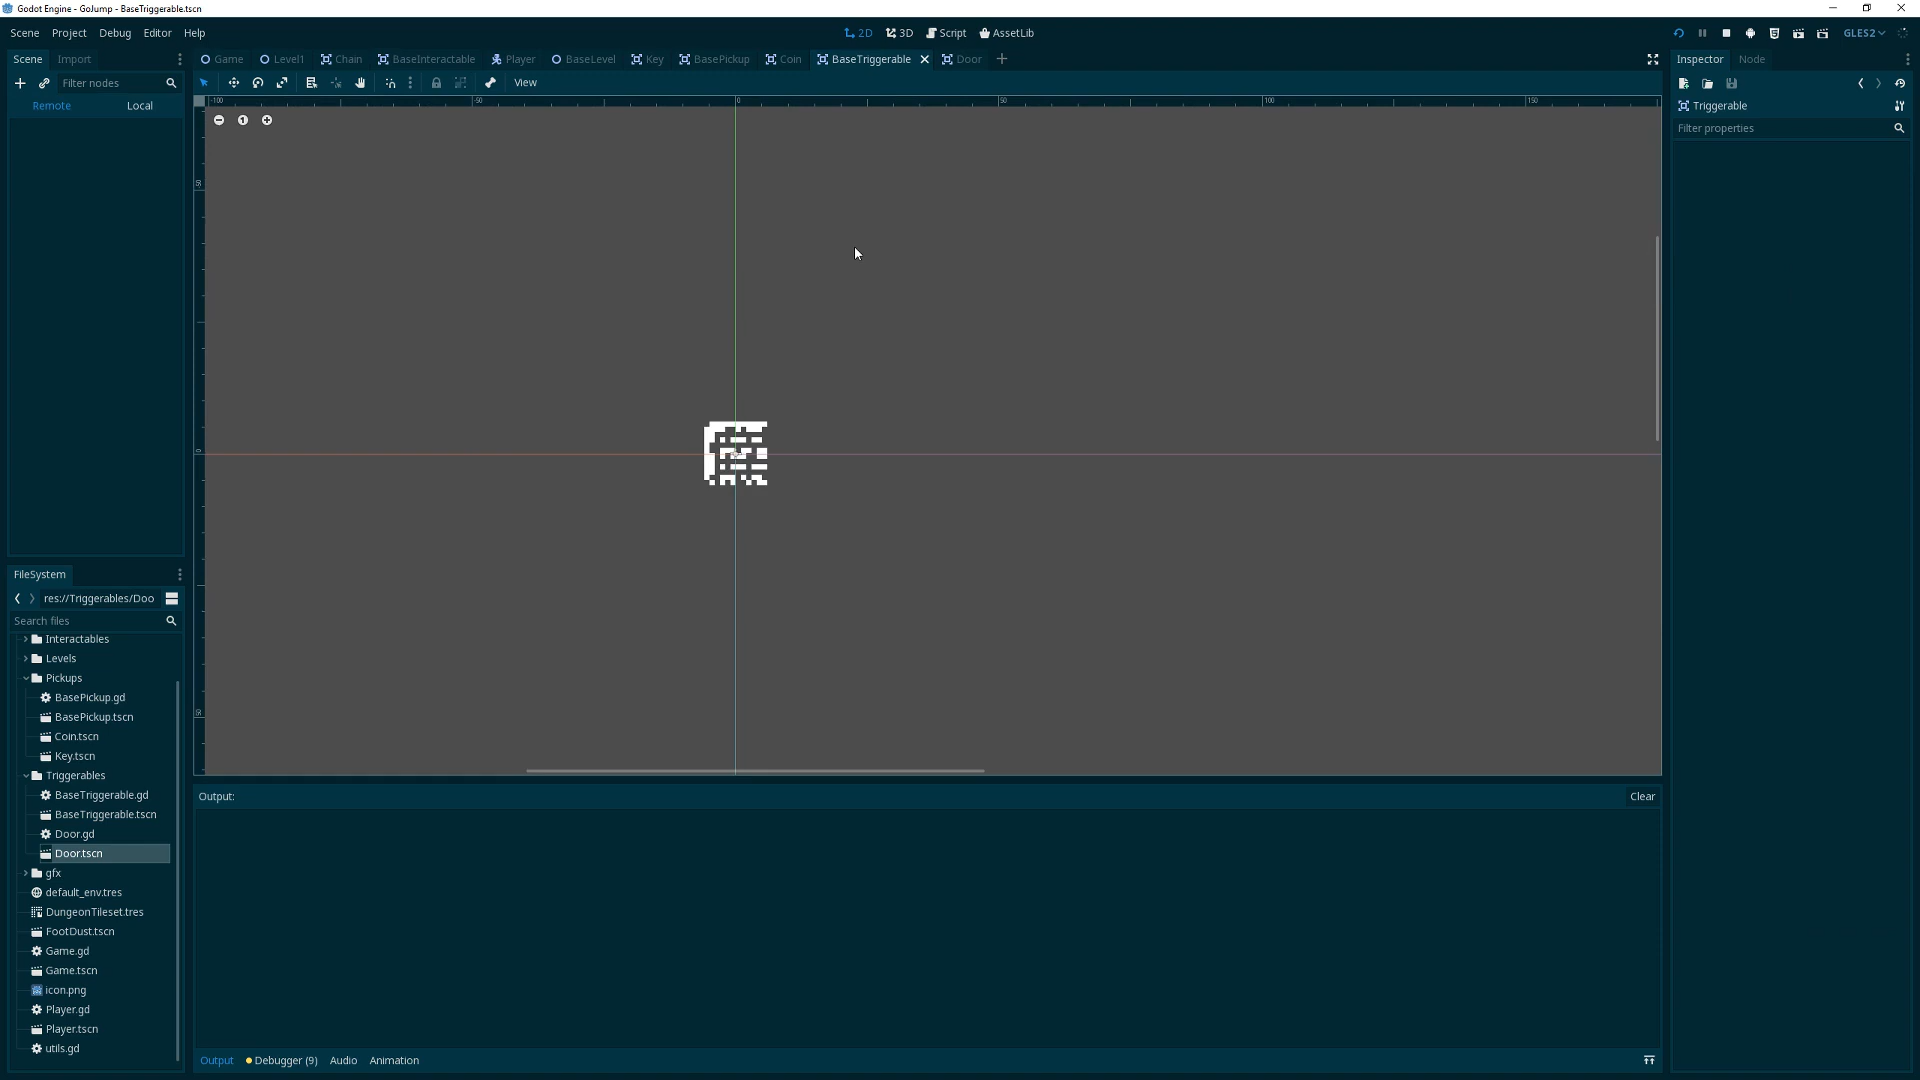 Godot Engine - GoJump - BaseTriggerable.tscn
Scene Project Debug Editor Help
2D 3D Script AssetLib
GLES2
Scene Import
Game Level1 Chain BaseInteractable Player BaseLevel Key BasePickup Coin BaseTriggerable Door
Inspector Node
Filter nodes
View
Remote Local
Triggerable
Filter properties
-100 -50 0 50 100 150
1
50
0
50
FileSystem
res://Triggerables/Doo
Search files
Interactables
Levels
Pickups
BasePickup.gd
BasePickup.tscn
Coin.tscn
Key.tscn
Triggerables
BaseTriggerable.gd
BaseTriggerable.tscn
Door.gd
Door.tscn
gfx
default_env.tres
DungeonTileset.tres
FootDust.tscn
Game.gd
Game.tscn
icon.png
Player.gd
Player.tscn
utils.gd
Output:
Clear
Output Debugger (9) Audio Animation